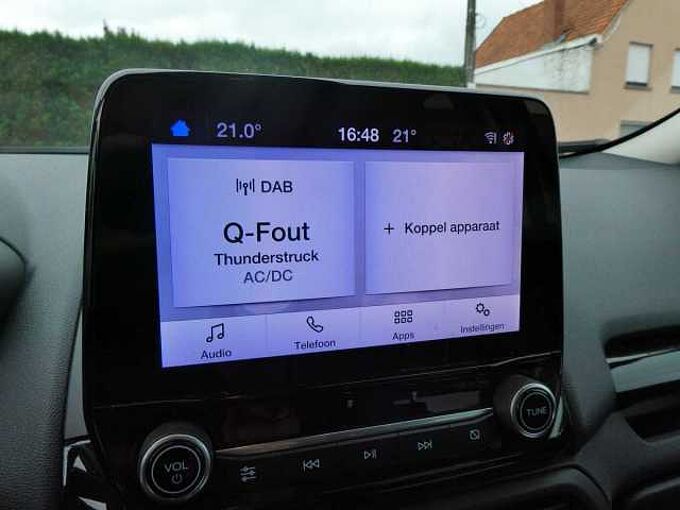 21.0° 16:48 21°
DAB
Q-Fout
Thunderstruck
AC/DC
+ Koppel apparaat
Audio Telefoon Apps Instellingen
VOL
TUNE